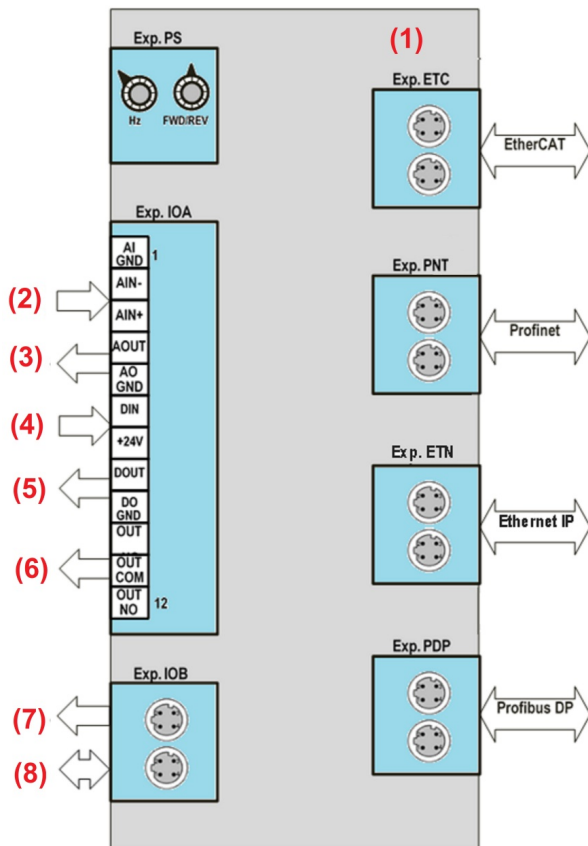 Exp. PS
(1)
Hz
FWD/REV
Exp. ETC
EtherCAT
Exp. IOA
AI
GND
1
AIN-
(2)
AIN+
AOUT
(3)
AO
GND
DIN
(4)
+24V
DOUT
(5)
DO
GND
OUT
(6)
OUT
COM
OUT
NO
12
Exp. PNT
Profinet
Exp. ETN
Ethernet IP
Exp. IOB
(7)
(8)
Exp. PDP
Profibus DP